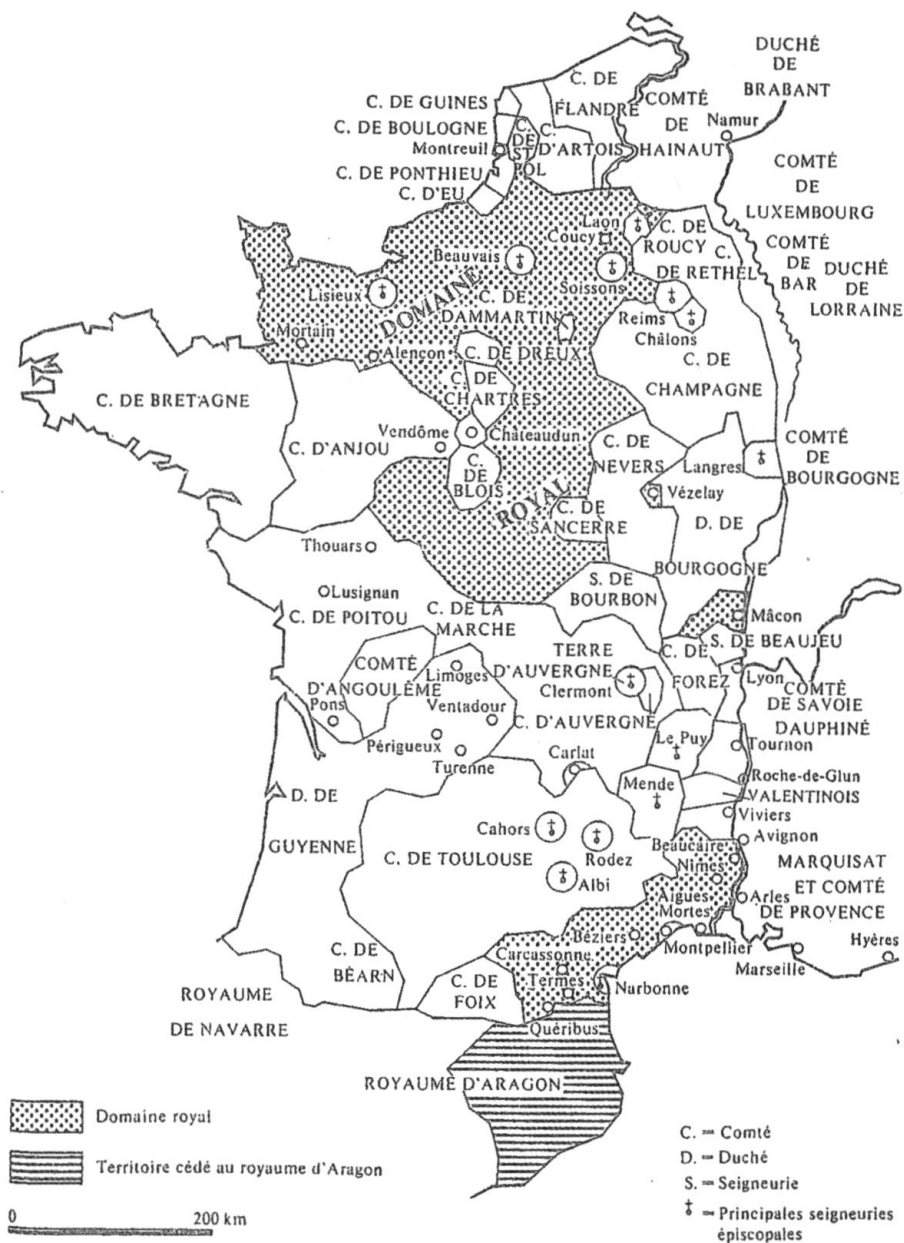 DUCHÉ
DE
BRABANT
C. DE
FLANDRE
COMTÉ
DE
HAINAUT
Namur
C. DE GUINES
C. DE BOULOGNE
Montreuil
C.
DE
ST
POL
C.
D'ARTOIS
C. DE PONTHIEU
C. D'EU
COMTÉ
DE
LUXEMBOURG
COMTÉ
DE
BAR
DUCHÉ
DE
LORRAINE
Laon
Coucy
C. DE
ROUCY
C.
DE RETHEL
Beauvais
Soissons
Lisieux
DOMAINE
C. DE
DAMMARTIN
Reims
Châlons
Mortain
Alençon
C. DE DREUX
C. DE
CHARTRES
C. DE
CHAMPAGNE
C. DE BRETAGNE
C. D'ANJOU
Vendôme
Châteaudun
C.
DE
BLOIS
C. DE
NEVERS
Langres
COMTÉ
DE
BOURGOGNE
Vézelay
ROYAL
C. DE
SANCERRE
D. DE
BOURGOGNE
Thouars
Lusignan
C. DE POITOU
C. DE LA
MARCHE
S. DE
BOURBON
Mâcon
S. DE BEAUJEU
COMTÉ
D'ANGOULÊME
Limoges
TERRE
D'AUVERGNE
Clermont
C. DE
FOREZ
Lyon
COMTÉ
DE SAVOIE
DAUPHINÉ
Pons
Ventadour
C. D'AUVERGNE
Périgueux
Turenne
Carlat
Le Puy
Tournon
Mende
Roche-de-Glun
VALENTINOIS
Viviers
D. DE
GUYENNE
Cahors
C. DE TOULOUSE
Rodez
Albi
Beaucaire
Nîmes
Avignon
MARQUISAT
ET COMTÉ
DE PROVENCE
Aigues
Mortes
Arles
Béziers
Montpellier
Marseille
Hyères
C. DE
BÉARN
Carcassonne
C. DE
FOIX
Termes
Narbonne
Quéribus
ROYAUME
DE NAVARRE
ROYAUME D'ARAGON
Domaine royal
Territoire cédé au royaume d'Aragon
0 200 km
C. = Comté
D. = Duché
S. = Seigneurie
= Principales seigneuries
épiscopales